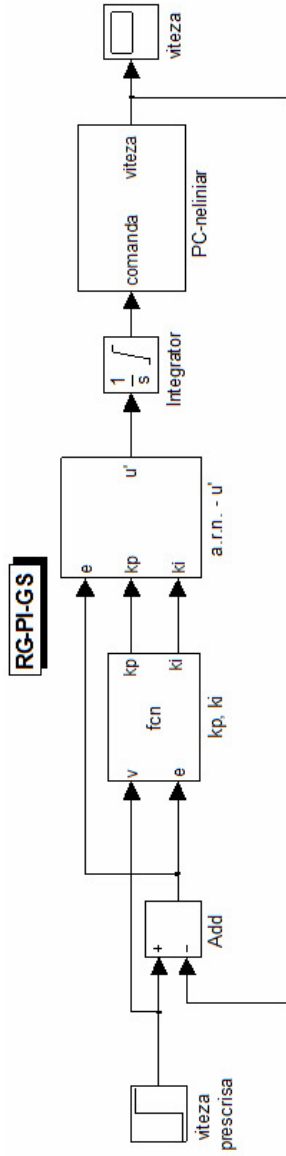 RG-PI-GS
viteza
prescrisa
+
-
Add
v
e
fcn
kp
ki
kp, ki
e
kp
ki
u'
a.r.n. - u'
1
s
Integrator
comanda
viteza
PC-neliniar
viteza